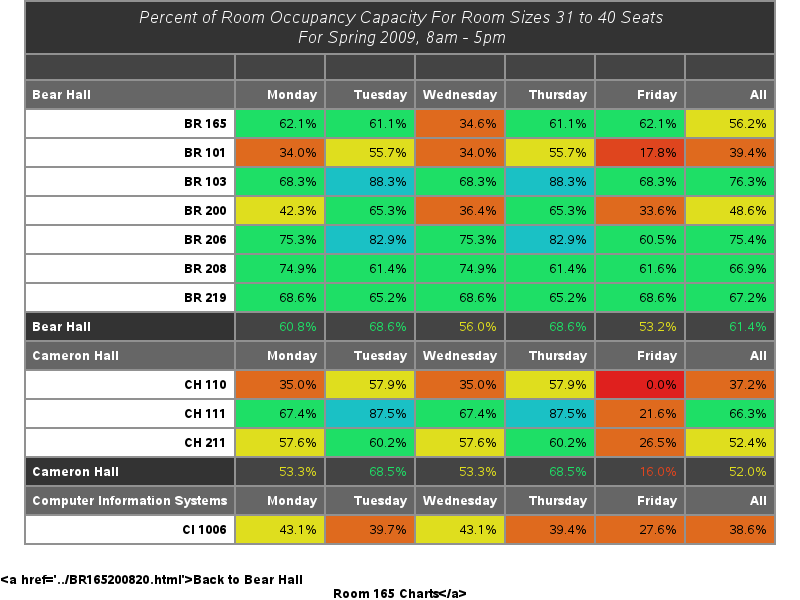 Percent of Room Occupancy Capacity For Room Sizes 31 to 40 Seats
For Spring 2009, 8am - 5pm
Bear Hall Monday Tuesday Wednesday Thursday Friday All
BR 165 62.1% 61.1% 34.6% 61.1% 62.1% 56.2%
BR 101 34.0% 55.7% 34.0% 55.7% 17.8% 39.4%
BR 103 68.3% 88.3% 68.3% 88.3% 68.3% 76.3%
BR 200 42.3% 65.3% 36.4% 65.3% 33.6% 48.6%
BR 206 75.3% 82.9% 75.3% 82.9% 60.5% 75.4%
BR 208 74.9% 61.4% 74.9% 61.4% 61.6% 66.9%
BR 219 68.6% 65.2% 68.6% 65.2% 68.6% 67.2%
Bear Hall 60.8% 68.6% 56.0% 68.6% 53.2% 61.4%
Cameron Hall Monday Tuesday Wednesday Thursday Friday All
CH 110 35.0% 57.9% 35.0% 57.9% 0.0% 37.2%
CH 111 67.4% 87.5% 67.4% 87.5% 21.6% 66.3%
CH 211 57.6% 60.2% 57.6% 60.2% 26.5% 52.4%
Cameron Hall 53.3% 68.5% 53.3% 68.5% 16.0% 52.0%
Computer Information Systems Monday Tuesday Wednesday Thursday Friday All
CI 1006 43.1% 39.7% 43.1% 39.4% 27.6% 38.6%
<a href='../BR165200820.html'>Back to Bear Hall
Room 165 Charts</a>